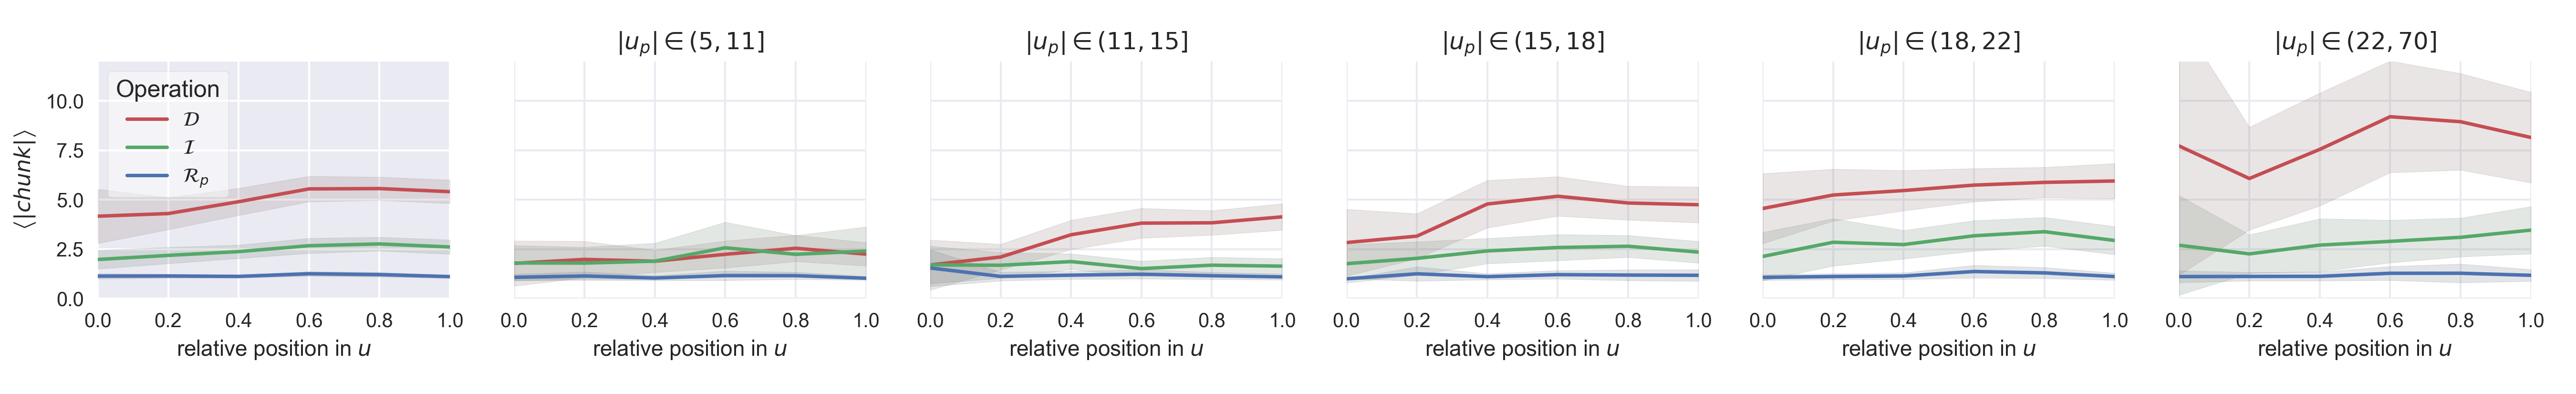 |u_p| ∈ (5, 11]
|u_p| ∈ (11, 15]
|u_p| ∈ (15, 18]
|u_p| ∈ (18, 22]
|u_p| ∈ (22, 70]
⟨|chunk|⟩
10.0
7.5
5.0
2.5
0.0
Operation
𝒟
ℐ
ℛ_p
0.0 0.2 0.4 0.6 0.8 1.0
relative position in u
0.0 0.2 0.4 0.6 0.8 1.0
relative position in u
0.0 0.2 0.4 0.6 0.8 1.0
relative position in u
0.0 0.2 0.4 0.6 0.8 1.0
relative position in u
0.0 0.2 0.4 0.6 0.8 1.0
relative position in u
0.0 0.2 0.4 0.6 0.8 1.0
relative position in u